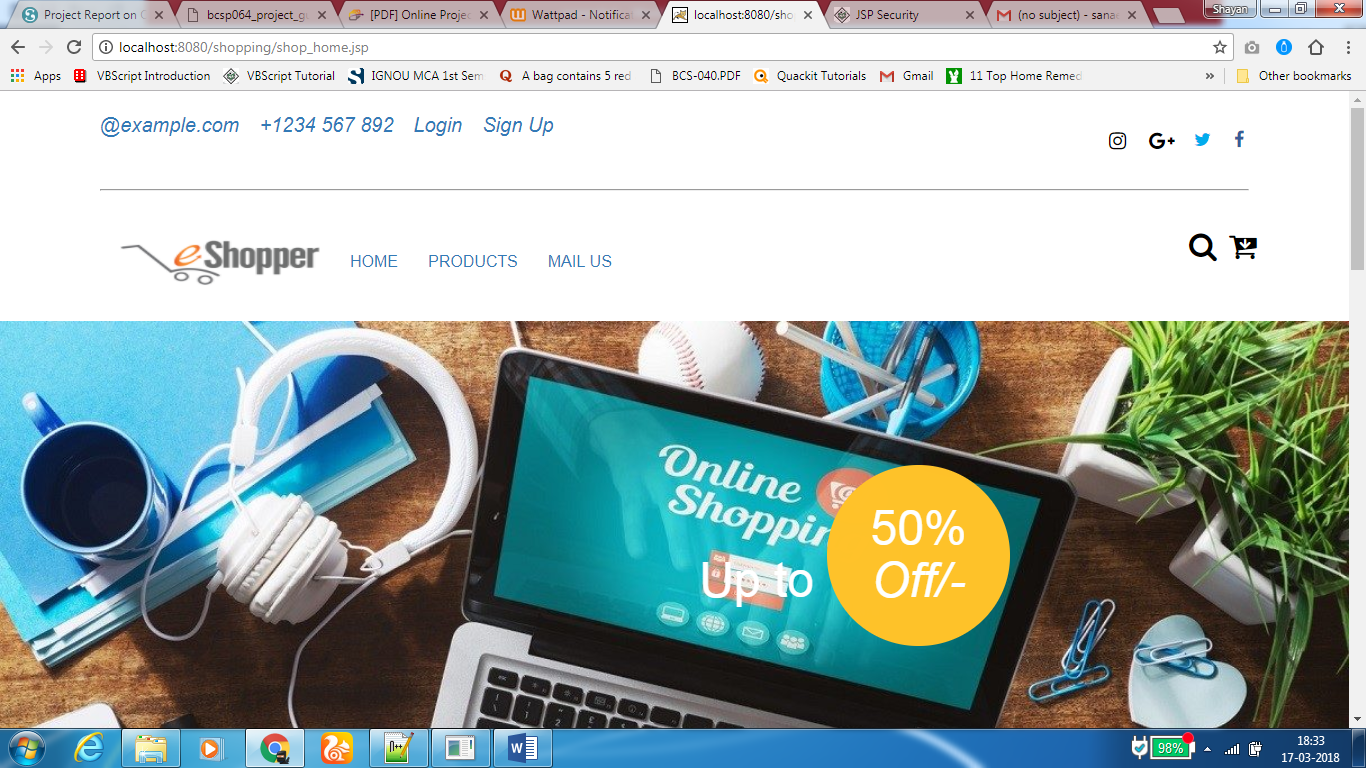 Project Report on O
bcsp064_project_g
[PDF] Online Projec
Wattpad - Notifica
localhost:8080/sho
JSP Security
(no subject) - sana
Shayan
localhost:8080/shopping/shop_home.jsp
Apps
VBScript Introduction
VBScript Tutorial
IGNOU MCA 1st Sem
A bag contains 5 red
BCS-040.PDF
Quackit Tutorials
Gmail
11 Top Home Remed
»
Other bookmarks
@example.com +1234 567 892 Login Sign Up
G+
eShopper
HOME PRODUCTS MAIL US
Online
Shoppin
50%
Up to
Off/-
98%
18:33
17-03-2018